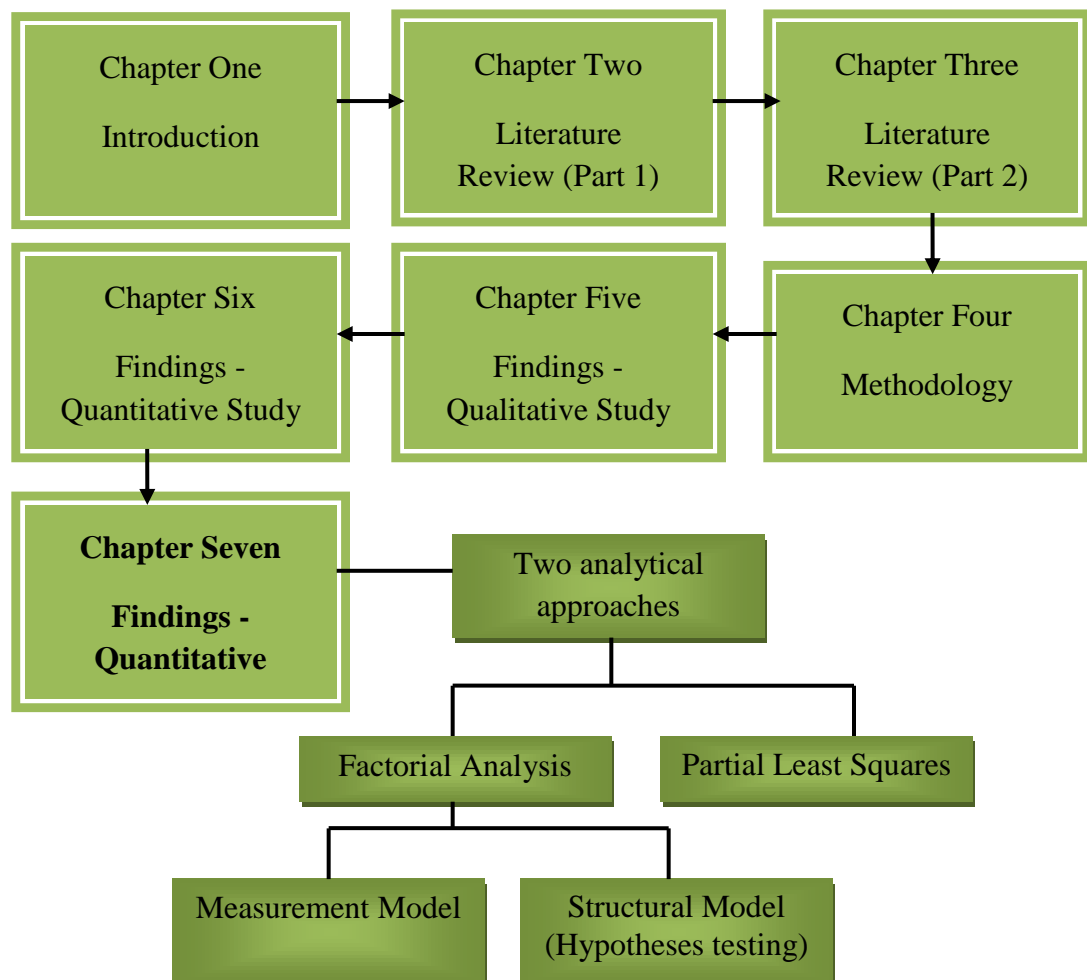 Chapter One
Introduction
Chapter Two
Literature
Review (Part 1)
Chapter Three
Literature
Review (Part 2)
Chapter Four
Methodology
Chapter Five
Findings -
Qualitative Study
Chapter Six
Findings -
Quantitative Study
Chapter Seven
Findings -
Quantitative
Two analytical
approaches
Factorial Analysis
Partial Least Squares
Measurement Model
Structural Model
(Hypotheses testing)